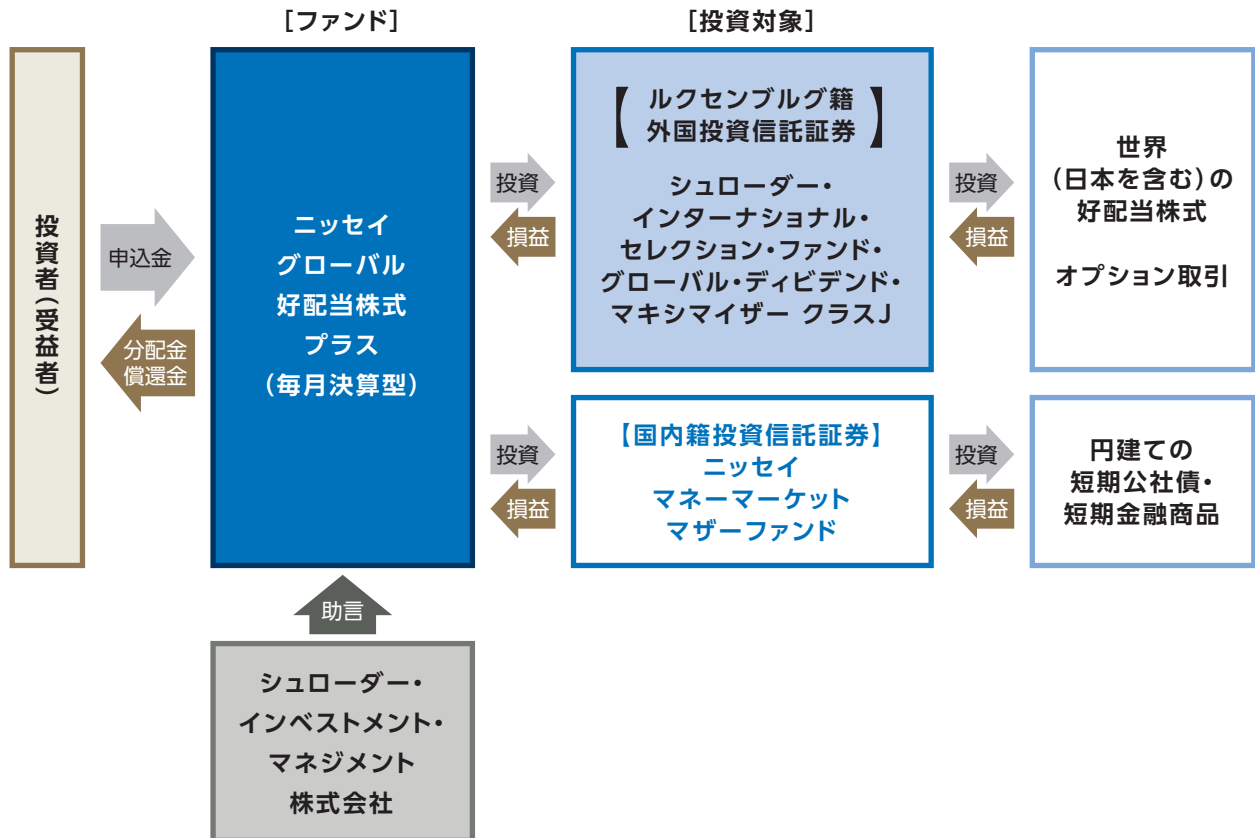 [ファンド]
[投資対象]
投資者(受益者)
申込金
分配金
償還金
ニッセイ
グローバル
好配当株式
プラス
(毎月決算型)
投資
損益
【ルクセンブルグ籍
外国投資信託証券】
シュローダー・
インターナショナル・
セレクション・ファンド・
グローバル・ディビデンド・
マキシマイザー クラスJ
投資
損益
世界
(日本を含む)の
好配当株式
オプション取引
投資
損益
【国内籍投資信託証券】
ニッセイ
マネーマーケット
マザーファンド
投資
損益
円建ての
短期公社債・
短期金融商品
助言
シュローダー・
インベストメント・
マネジメント
株式会社